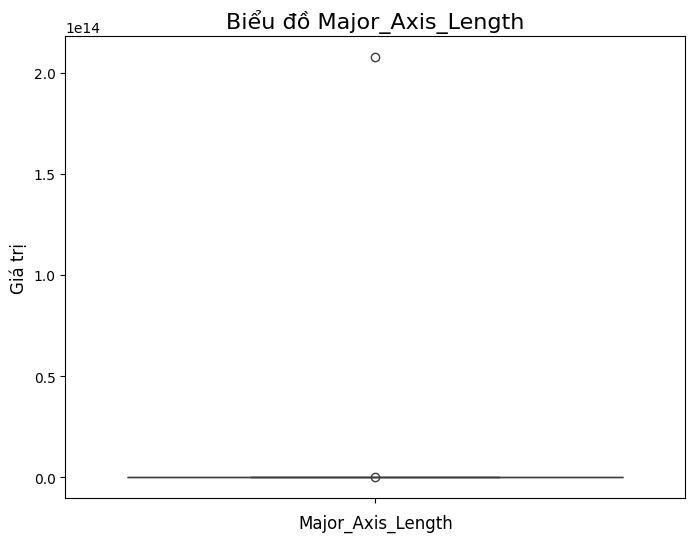 Biểu đồ Major_Axis_Length
1e14
2.0
1.5
1.0
0.5
0.0
Giá trị
Major_Axis_Length